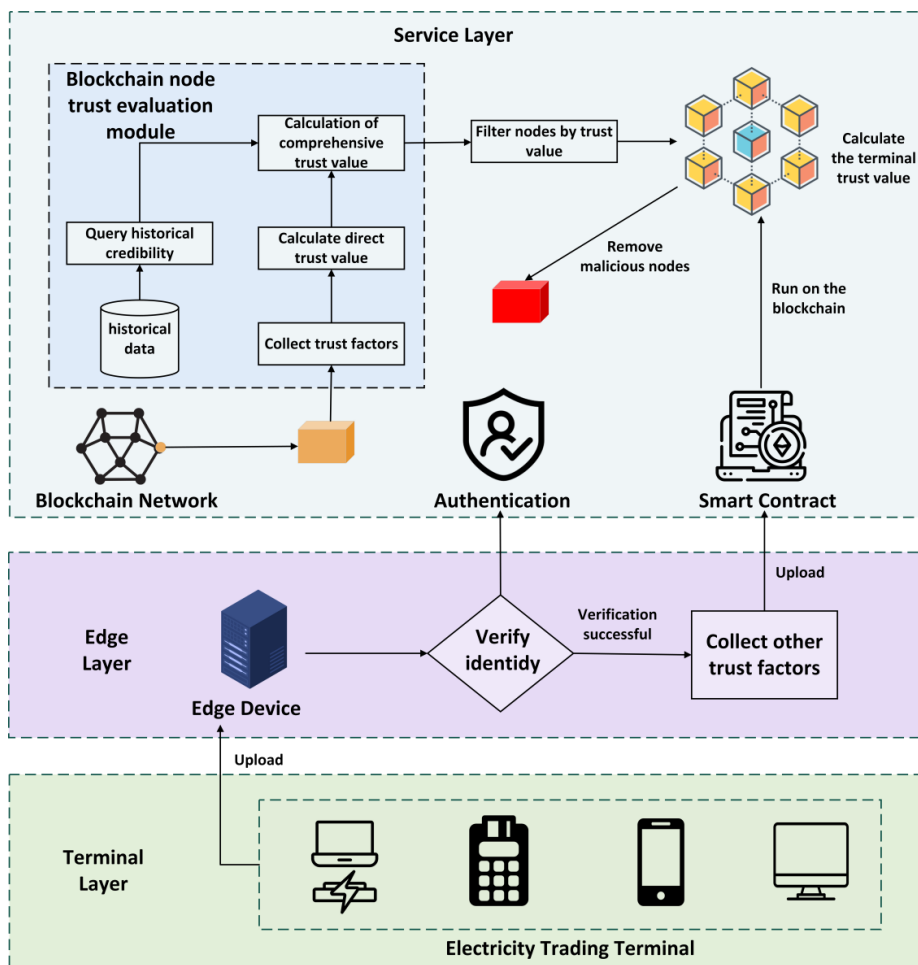 Service Layer
Blockchain node
trust evaluation
module
Calculation of
comprehensive
trust value
Filter nodes by trust
value
Calculate
the terminal
trust value
Query historical
credibility
Calculate direct
trust value
Remove
malicious nodes
Run on the
blockchain
historical
data
Collect trust factors
Blockchain Network
Authentication
Smart Contract
Upload
Edge
Layer
Verify
identidy
Verification
successful
Collect other
trust factors
Edge Device
Upload
Terminal
Layer
Electricity Trading Terminal